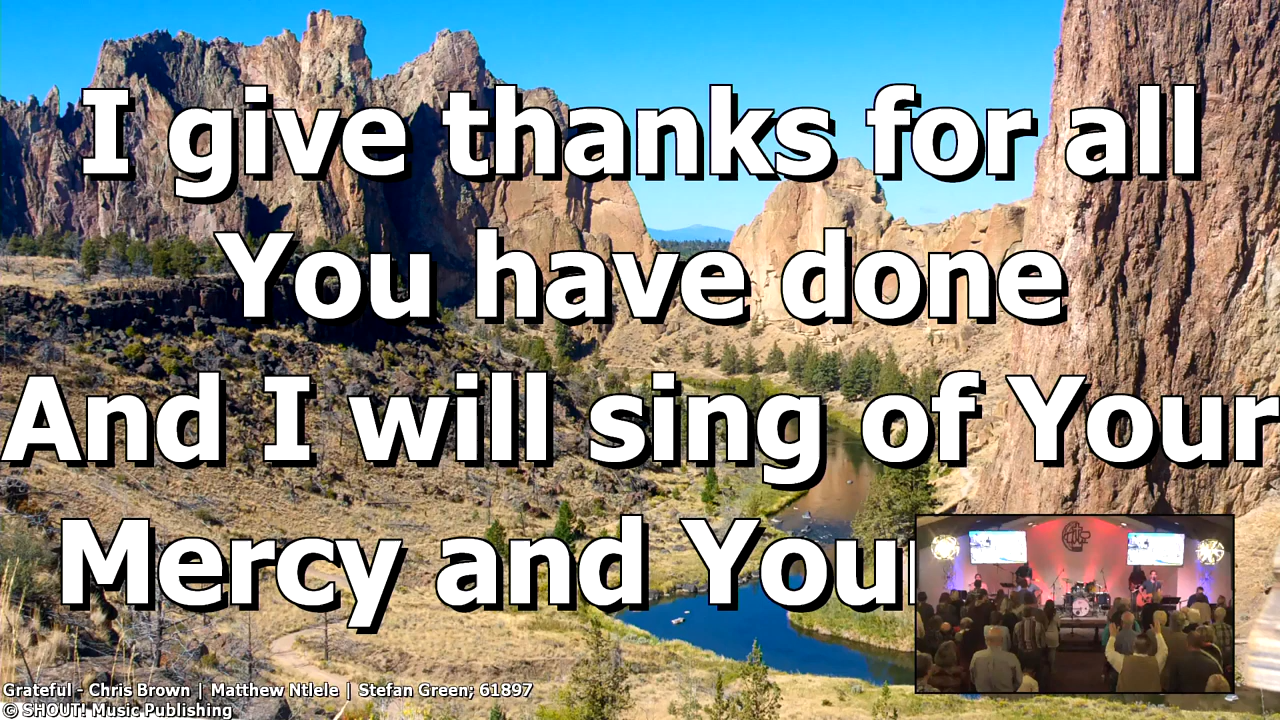 I give thanks for all
You have done
And I will sing of Your
Mercy and Your
Grateful - Chris Brown | Matthew Ntlele | Stefan Green; 61897
© SHOUT! Music Publishing